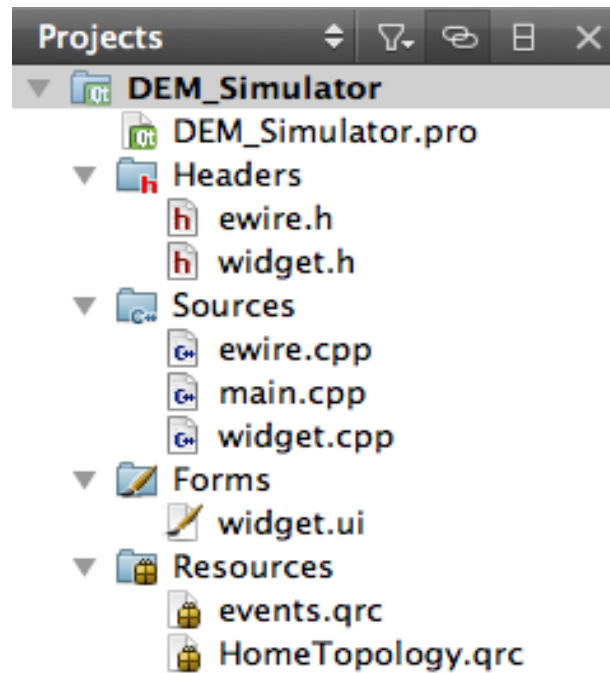 Projects
DEM_Simulator
DEM_Simulator.pro
Headers
ewire.h
widget.h
Sources
ewire.cpp
main.cpp
widget.cpp
Forms
widget.ui
Resources
events.qrc
HomeTopology.qrc